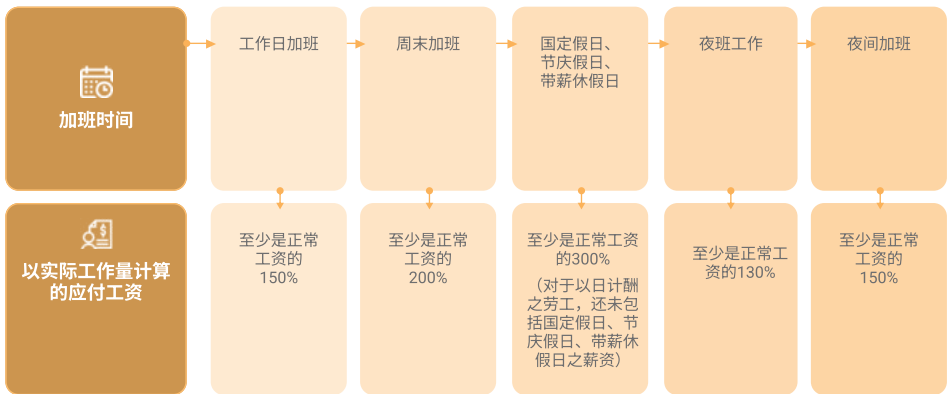 加班时间
工作日加班
周末加班
国定假日、
节庆假日、
带薪休假日
夜班工作
夜间加班
以实际工作量计算
的应付工资
至少是正常
工资的
150%
至少是正常
工资的
200%
至少是正常工资
的300%
（对于以日计酬
之劳工，还未包
括国定假日、节
庆假日、带薪休
假日之薪资）
至少是正常工
资的130%
至少是正常
工资的
150%